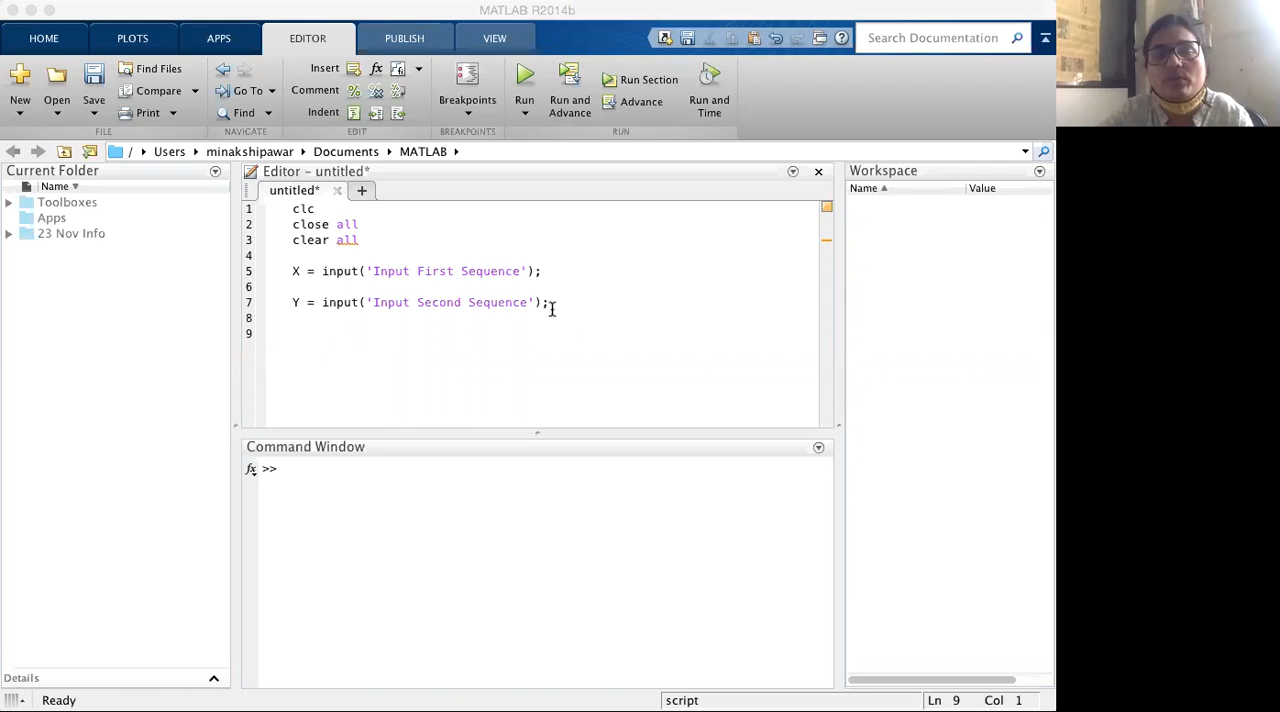 MATLAB R2014b
HOME PLOTS APPS EDITOR PUBLISH VIEW Search Documentation
New Open Save Find Files Compare Print FILE
Go To Find NAVIGATE
Insert fx Comment Indent EDIT
Breakpoints BREAKPOINTS
Run Run and Advance Run Section Advance Run and Time RUN
/ Users minakshipawar Documents MATLAB
Current Folder
Name
Toolboxes
Apps
23 Nov Info
Details
Editor - untitled*
untitled*
1 clc
2 close all
3 clear all
4
5 X = input('Input First Sequence');
6
7 Y = input('Input Second Sequence');
8
9
Command Window
fx >>
Workspace
Name Value
Ready script Ln 9 Col 1